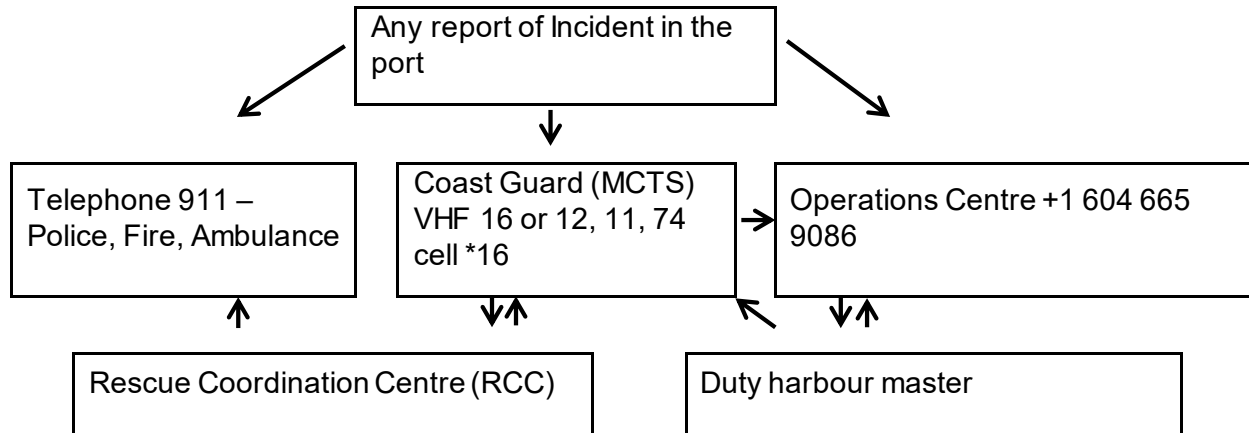 Any report of Incident in the
port
Telephone 911 –
Police, Fire, Ambulance
Coast Guard (MCTS)
VHF 16 or 12, 11, 74
cell *16
Operations Centre +1 604 665
9086
Rescue Coordination Centre (RCC)
Duty harbour master